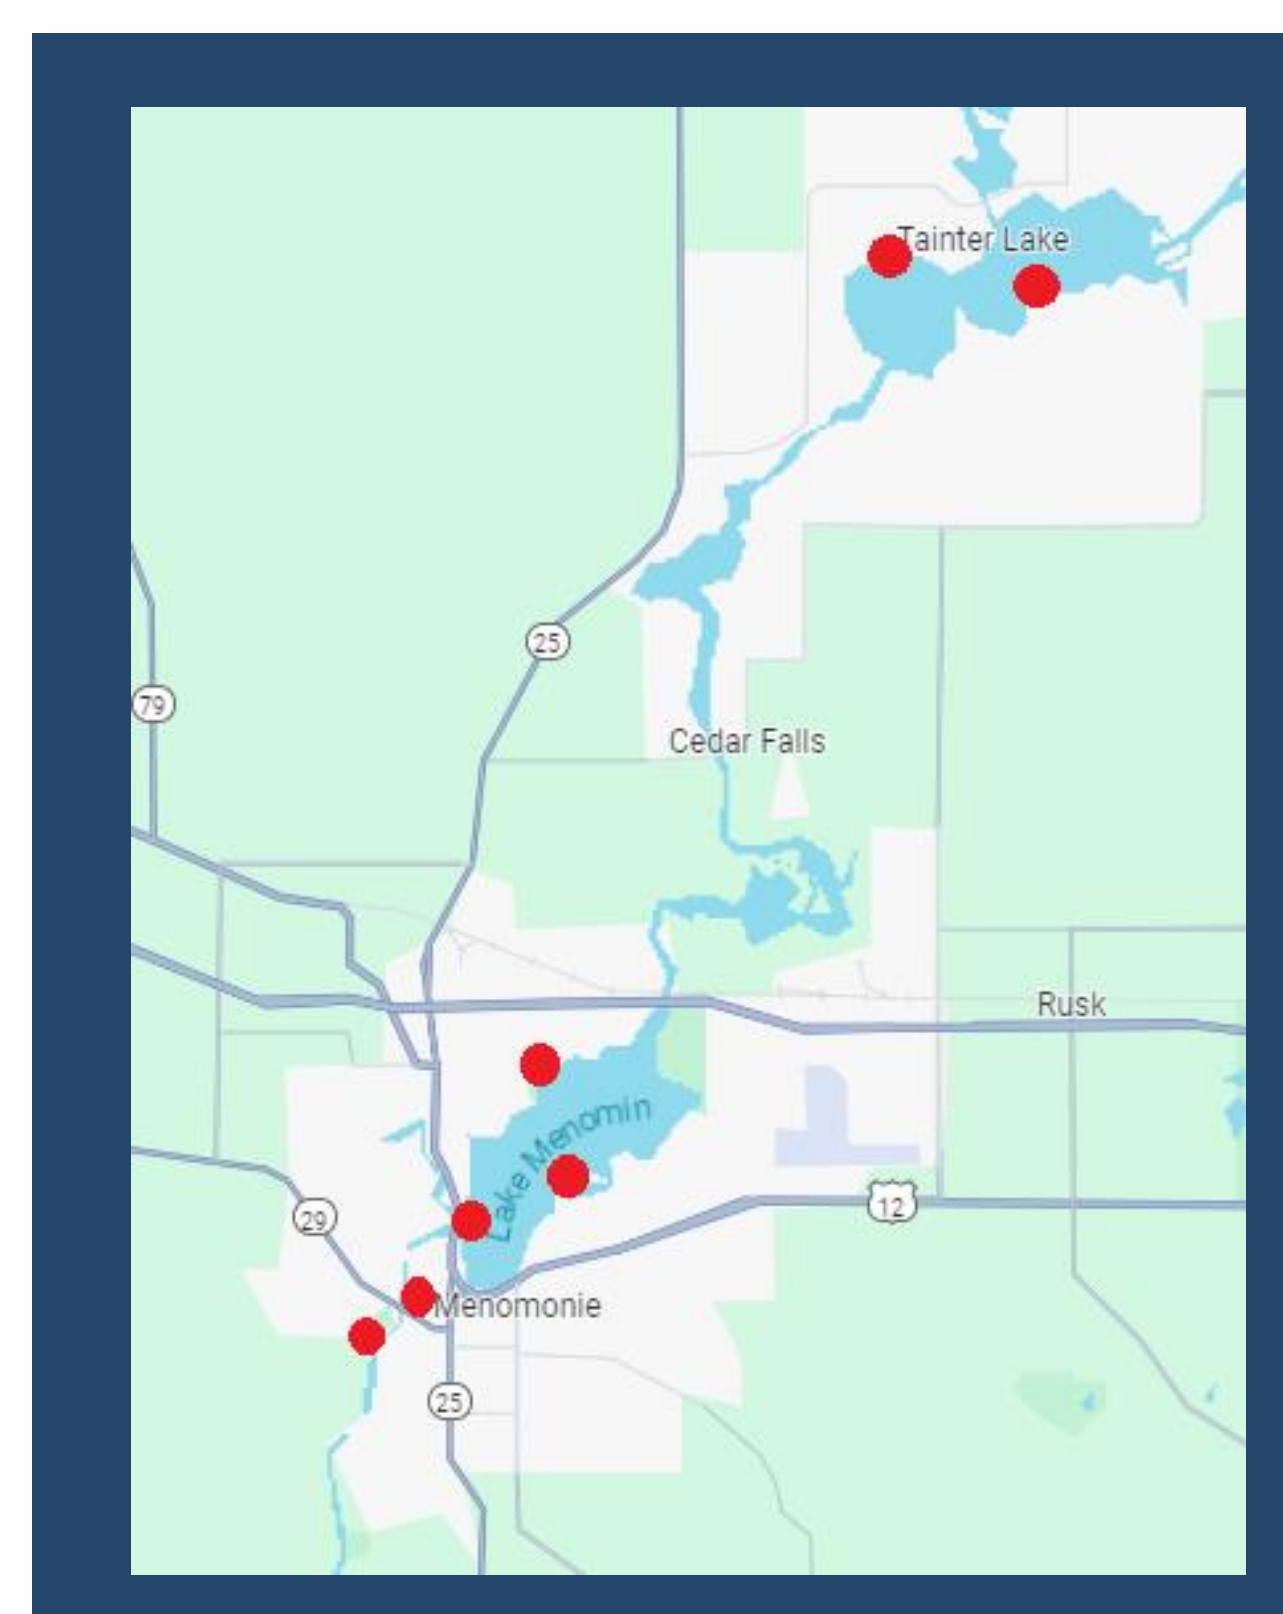 Tainter Lake
25
79
Cedar Falls
Rusk
Lake Menomin
12
29
Menomonie
25